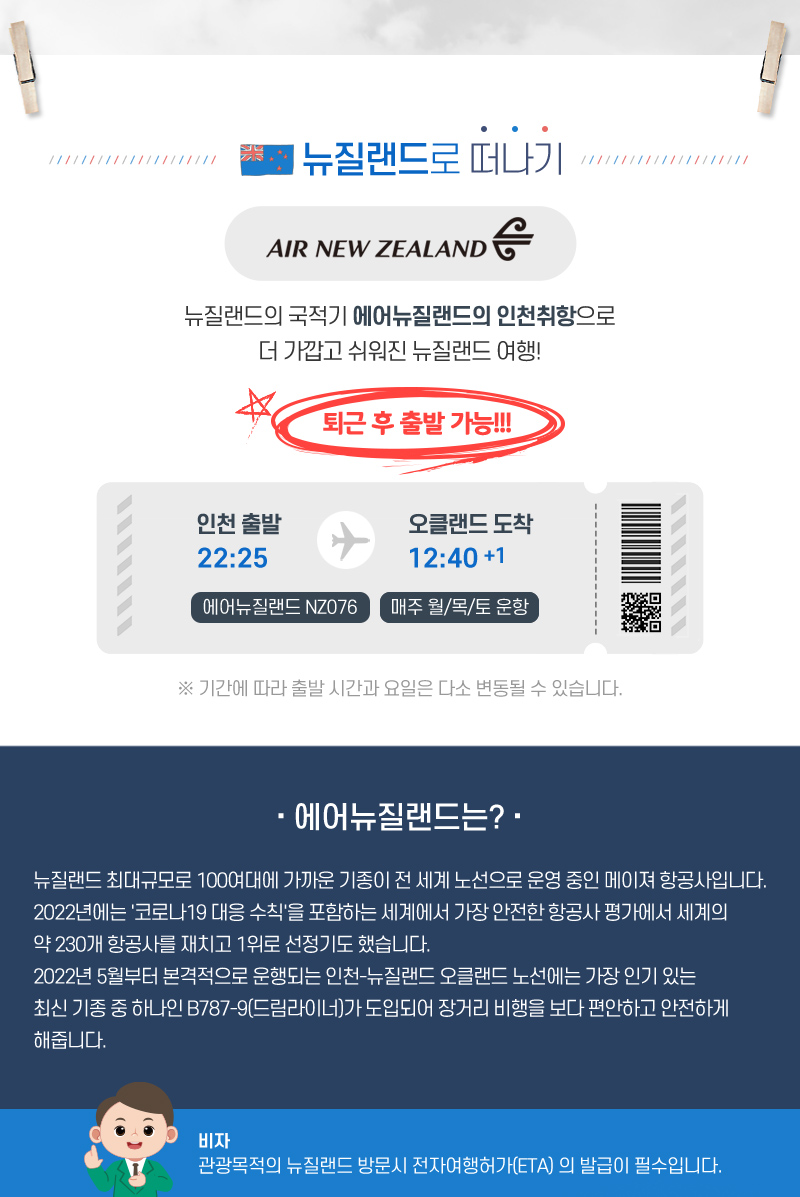 뉴질랜드로 떠나기
AIR NEW ZEALAND
뉴질랜드의 국적기 에어뉴질랜드의 인천취항으로
더 가깝고 쉬워진 뉴질랜드 여행!
퇴근 후 출발 가능!!!
인천 출발
22:25
오클랜드 도착
12:40 +1
에어뉴질랜드 NZ076
매주 월/목/토 운항
※ 기간에 따라 출발 시간과 요일은 다소 변동될 수 있습니다.
· 에어뉴질랜드는? ·
뉴질랜드 최대규모로 100여대에 가까운 기종이 전 세계 노선으로 운영 중인 메이져 항공사입니다.
2022년에는 '코로나19 대응 수칙'을 포함하는 세계에서 가장 안전한 항공사 평가에서 세계의
약 230개 항공사를 재치고 1위로 선정기도 했습니다.
2022년 5월부터 본격적으로 운행되는 인천-뉴질랜드 오클랜드 노선에는 가장 인기 있는
최신 기종 중 하나인 B787-9(드림라이너)가 도입되어 장거리 비행을 보다 편안하고 안전하게
해줍니다.
비자
관광목적의 뉴질랜드 방문시 전자여행허가(ETA) 의 발급이 필수입니다.